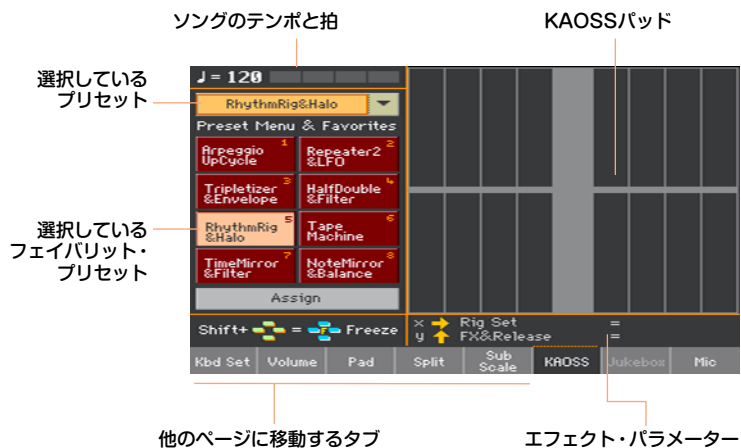 ソングのテンポと拍
KAOSSパッド
選択している
プリセット
♩= 120
RhythmRig&Halo
Preset Menu & Favorites
Arpeggio
UpCycle
1
Repeater2
&LFO
2
Tripletizer
&Envelope
3
HalfDouble
&Filter
4
選択している
フェイバリット・
プリセット
RhythmRig
&Halo
5
Tape
Machine
6
TimeMirror
&Filter
7
NoteMirror
&Balance
8
Assign
Shift+ = F Freeze
x Rig Set =
y FX&Release =
Kbd Set
Volume
Pad
Split
Sub
Scale
KAOSS
Jukebox
Mic
他のページに移動するタブ
エフェクト・パラメーター